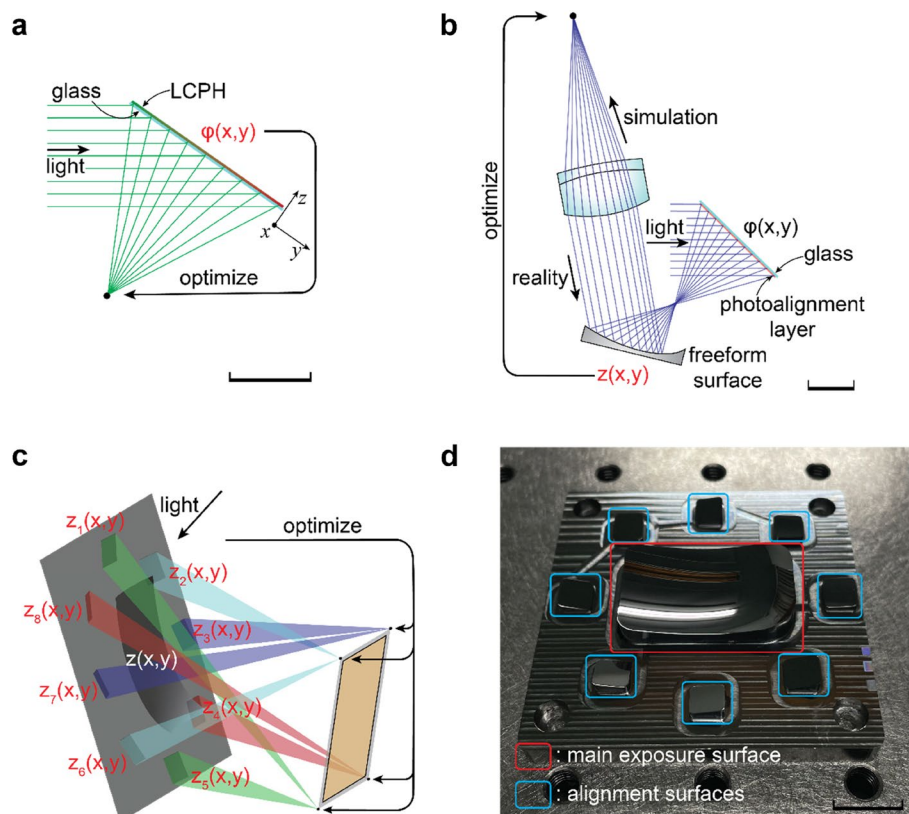 a
glass
LCPH
φ(x,y)
light
z
x
y
optimize
b
optimize
simulation
light
φ(x,y)
glass
reality
photoalignment
layer
freeform
surface
z(x,y)
c
light
optimize
z₁(x,y)
z₂(x,y)
z₈(x,y)
z₃(x,y)
z(x,y)
z₇(x,y)
z₄(x,y)
z₆(x,y)
z₅(x,y)
d
: main exposure surface
: alignment surfaces